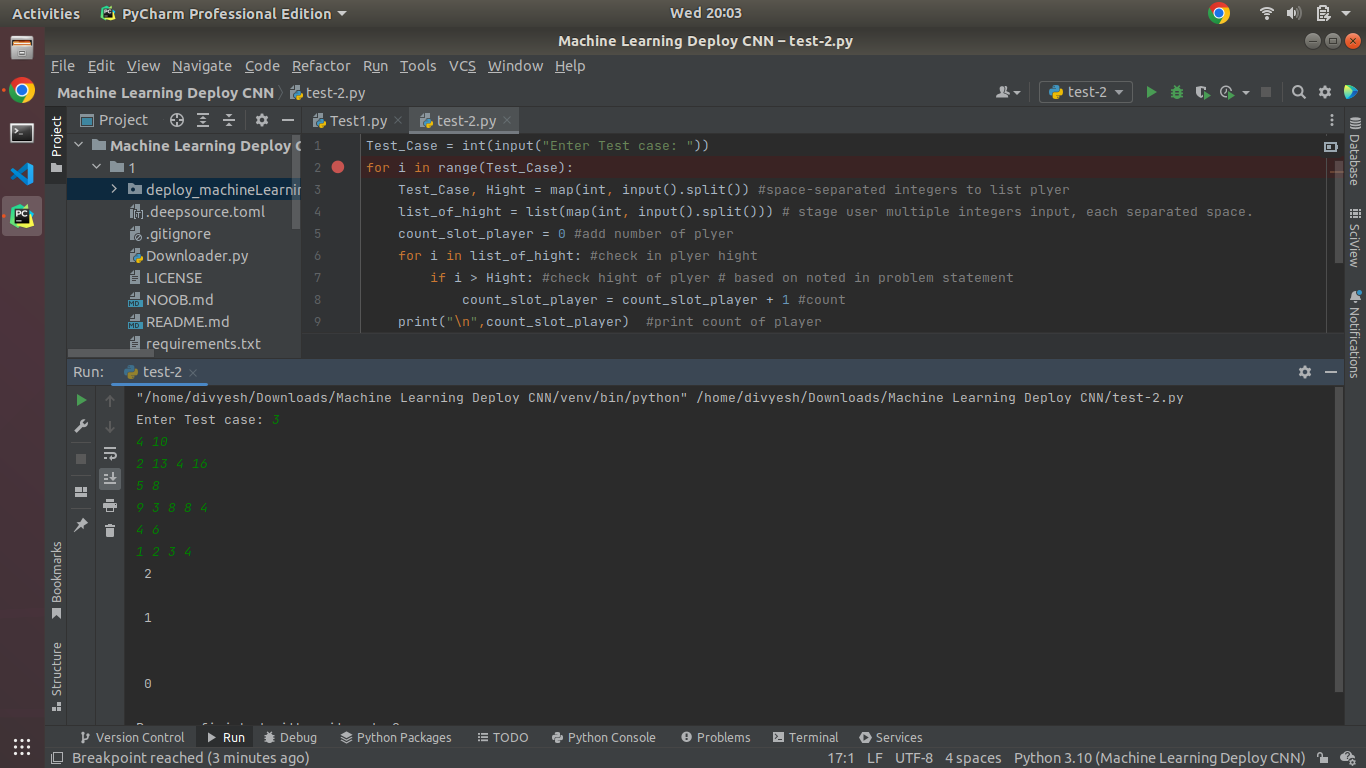 Activities PyCharm Professional Edition Wed 20:03
Machine Learning Deploy CNN – test-2.py
File Edit View Navigate Code Refactor Run Tools VCS Window Help
Machine Learning Deploy CNN test-2.py test-2
Project Test1.py test-2.py
Project
Machine Learning Deploy C
1
deploy_machineLearnin
.deepsource.toml
.gitignore
Downloader.py
LICENSE
NOOB.md
README.md
requirements.txt
1 Test_Case = int(input("Enter Test case: "))
2 for i in range(Test_Case):
3 Test_Case, Hight = map(int, input().split()) #space-separated integers to list plyer
4 list_of_hight = list(map(int, input().split())) # stage user multiple integers input, each separated space.
5 count_slot_player = 0 #add number of plyer
6 for i in list_of_hight: #check in plyer hight
7 if i > Hight: #check hight of plyer # based on noted in problem statement
8 count_slot_player = count_slot_player + 1 #count
9 print("\n",count_slot_player) #print count of player
Database
SciView
Notifications
Run: test-2
"/home/divyesh/Downloads/Machine Learning Deploy CNN/venv/bin/python" /home/divyesh/Downloads/Machine Learning Deploy CNN/test-2.py
Enter Test case: 3
4 10
2 13 4 16
5 8
9 3 8 8 4
4 6
1 2 3 4
2
1
0
Bookmarks
Structure
Version Control Run Debug Python Packages TODO Python Console Problems Terminal Services
Breakpoint reached (3 minutes ago) 17:1 LF UTF-8 4 spaces Python 3.10 (Machine Learning Deploy CNN)